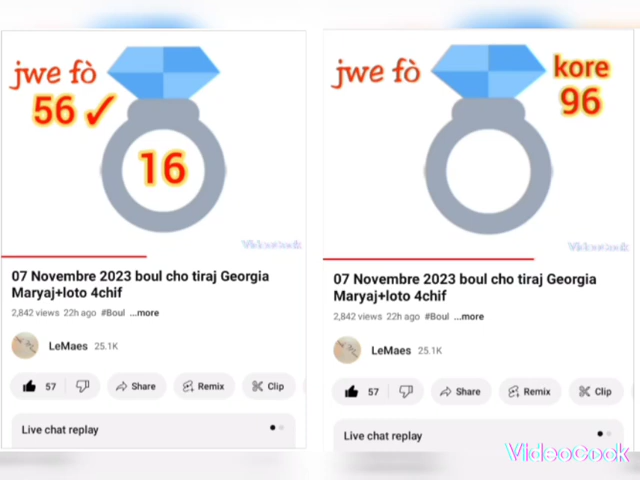 jwe fò
56 ✓
16
VideoCook
07 Novembre 2023 boul cho tiraj Georgia
Maryaj+loto 4chif
2,842 views 22h ago #Boul ...more
LeMaes 25.1K
57 Share Remix Clip
Live chat replay
jwe fò
kore
96
VideoCook
07 Novembre 2023 boul cho tiraj Georgia
Maryaj+loto 4chif
2,842 views 22h ago #Boul ...more
LeMaes 25.1K
57 Share Remix Clip
Live chat replay
VideoCook